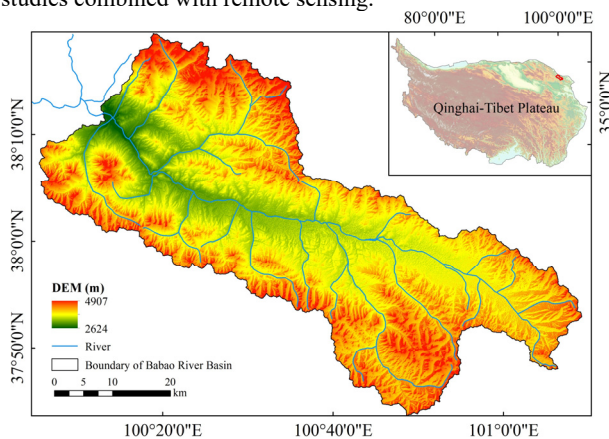 studies combined with remote sensing.
80°0'0"E
100°0'0"E
Qinghai-Tibet Plateau
35°0'0"N
38°10'0"N
38°0'0"N
37°50'0"N
DEM (m)
4907
2624
River
Boundary of Babao River Basin
0 5 10 20
km
100°20'0"E
100°40'0"E
101°0'0"E